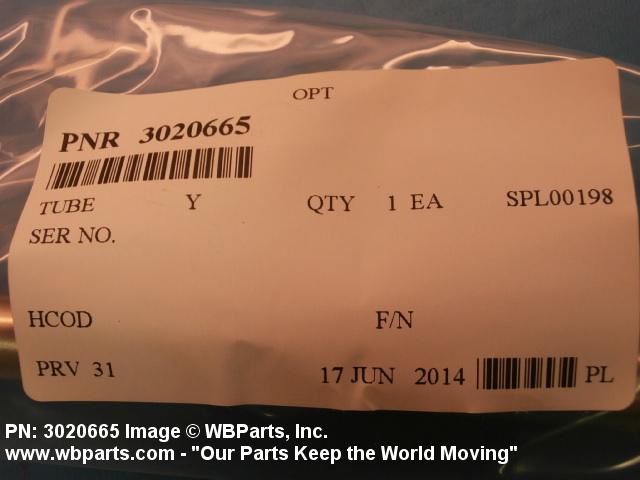 OPT
PNR 3020665
TUBE Y QTY 1 EA SPL00198
SER NO.
HCOD F/N
PRV 31 17 JUN 2014 PL
PN: 3020665 Image © WBParts, Inc.
www.wbparts.com - "Our Parts Keep the World Moving"